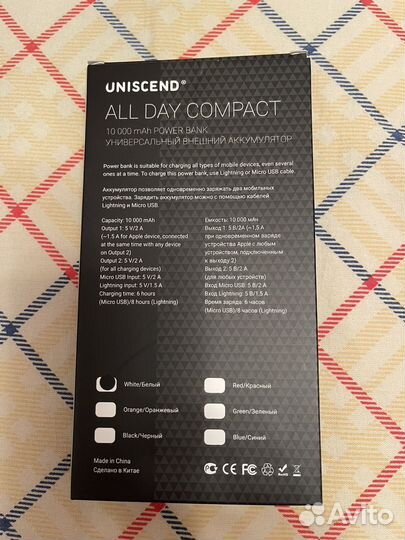 UNISCEND®
ALL DAY COMPACT
10 000 mAh POWER BANK
УНИВЕРСАЛЬНЫЙ ВНЕШНИЙ АККУМУЛЯТОР
Power bank is suitable for charging all types of mobile devices, even several
ones at a time. To charge this power bank, use Lightning or Micro USB cable
Аккумулятор позволяет одновременно заряжать два мобильных
устройства. Зарядить аккумулятор можно с помощью кабелей
Lightning и Micro USB.
Capacity: 10 000 mAh
Output 1: 5 V/2 A
(~1.5 A for Apple device, connected
at the same time with any device
on Output 2)
Output 2: 5 V/2 A
(for all charging devices)
Micro USB Input: 5 V/2 A
Lightning input: 5 V/1.5 A
Charging time: 6 hours
(Micro USB)/8 hours (Lightning)
Емкость: 10 000 мАч
Выход 1: 5 В/2А (~1,5 А
при одновременном заряде
устройства Apple с любым
устройством, подключенным
к выходу 2)
Выход 2: 5 В/2 А
(для любых устройств)
Вход Micro USB: 5 В/2 А
Вход Lightning: 5 В/1.5 А
Время заряда: 6 часов
(Micro USB)/8 часов (Lightning)
White/Белый
Red/Красный
Orange/Оранжевый
Green/Зеленый
Black/Черный
Blue/Синий
Made in China
Сделано в Китае
CE
RoHS
Avito